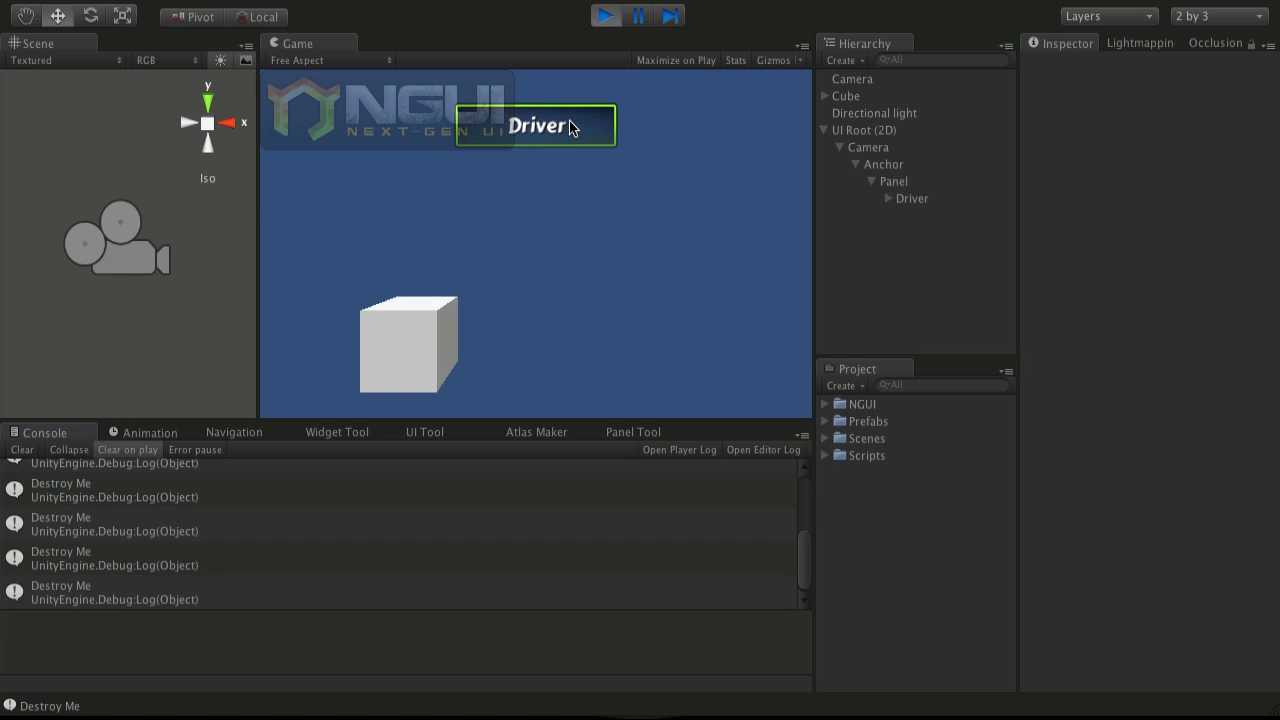 Pivot Local Layers 2 by 3
Scene Game Hierarchy Inspector Lightmappin Occlusion
Textured RGB Free Aspect Maximize on Play Stats Gizmos Create All
y
x
Iso
NGUI
NEXT-GEN UI
Driver
Camera
Cube
Directional light
UI Root (2D)
Camera
Anchor
Panel
Driver
Project
Create All
NGUI
Prefabs
Scenes
Scripts
Console Animation Navigation Widget Tool UI Tool Atlas Maker Panel Tool
Clear Collapse Clear on play Error pause Open Player Log Open Editor Log
UnityEngine.Debug:Log(Object)
Destroy Me
UnityEngine.Debug:Log(Object)
Destroy Me
UnityEngine.Debug:Log(Object)
Destroy Me
UnityEngine.Debug:Log(Object)
Destroy Me
UnityEngine.Debug:Log(Object)
Destroy Me